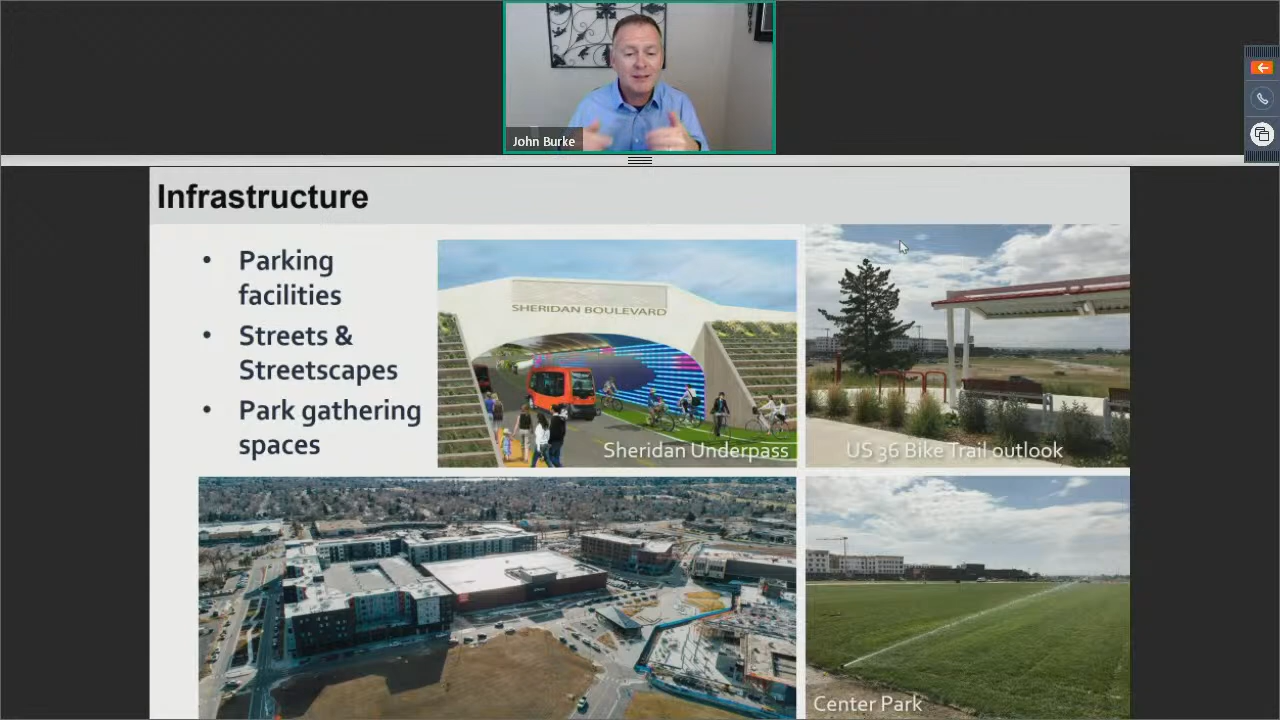 John Burke
Infrastructure
• Parking
facilities
• Streets &
Streetscapes
• Park gathering
spaces
SHERIDAN BOULEVARD
Sheridan Underpass
US 36 Bike Trail outlook
Center Park